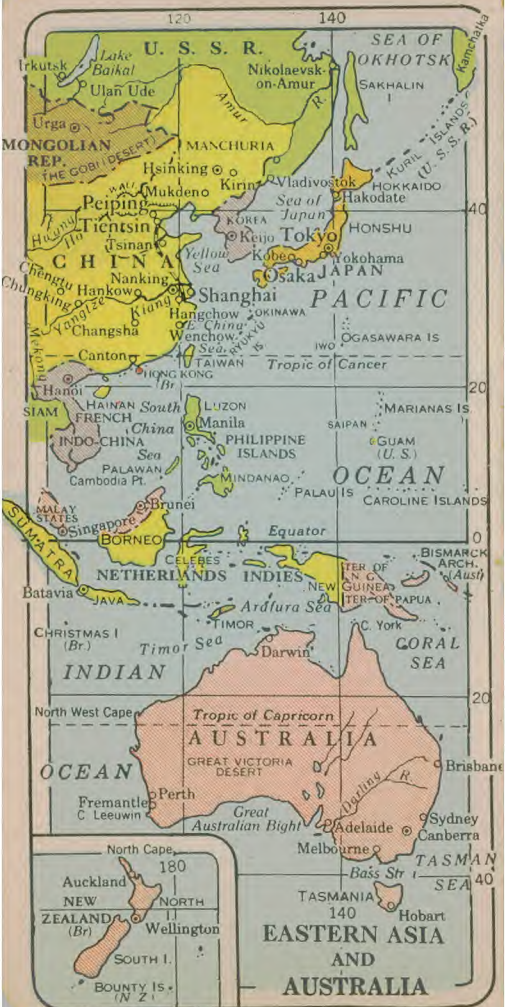 120
140
SEA OF
OKHOTSK
Kamchatka
U. S. S. R.
Irkutsk
Lake
Baikal
Nikolaevsk-
on-Amur
SAKHALIN
I
Ulan Ude
Amur
R.
Urga
KURIL ISLANDS
(U. S. S. R.)
MONGOLIAN
REP.
THE GOBI (DESERT)
MANCHURIA
Hsinking
Kirin
Vladivostok
HOKKAIDO
Mukden
WALL
Hakodate
Peiping
Sea of
Japan
40
Tientsin
KOREA
HONSHU
Huang
Ho
Tsinan
Keijo
Tokyo
Yellow
Sea
Kobe
Yokohama
CHINA
Chengtu
Nanking
Osaka
JAPAN
Chungking
Hankow
Shanghai
PACIFIC
Yangtze
Kiang
Hangchow
OKINAWA
Changsha
E China
Sea
Wenchow
RYUKYU
IS
IWO
OGASAWARA IS
Mekong
Canton
TAIWAN
Tropic of Cancer
HONG KONG
Br
Hanoi
20
SIAM
HAINAN
South
China
Sea
LUZON
MARIANAS IS
FRENCH
INDO-CHINA
Manila
SAIPAN
PHILIPPINE
ISLANDS
GUAM
(U. S.)
PALAWAN
Cambodia Pt.
MINDANAO
OCEAN
PALAU IS
CAROLINE ISLANDS
MALAY
STATES
Brunei
Singapore
Equator
0
SUMATRA
BORNEO
CELEBES
BISMARCK
ARCH.
(Aust)
NETHERLANDS INDIES
NEW
GUINEA
TER OF
N G
TER OF PAPUA
Batavia
JAVA
Ardfura Sea
TIMOR
C. York
CHRISTMAS I
(Br.)
Timor Sea
Darwin
CORAL
SEA
INDIAN
20
North West Cape
Tropic of Capricorn
AUSTRALIA
GREAT VICTORIA
DESERT
Brisbane
OCEAN
Perth
Fremantle
C Leeuwin
Darling R.
Great
Australian Bight
Adelaide
Sydney
Canberra
Melbourne
TASMAN
SEA
Bass Str
40
North Cape
180
Auckland
TASMANIA
NEW
ZEALAND
(Br)
NORTH
140
Hobart
Wellington
EASTERN ASIA
AND
AUSTRALIA
SOUTH I.
BOUNTY IS
(N Z)